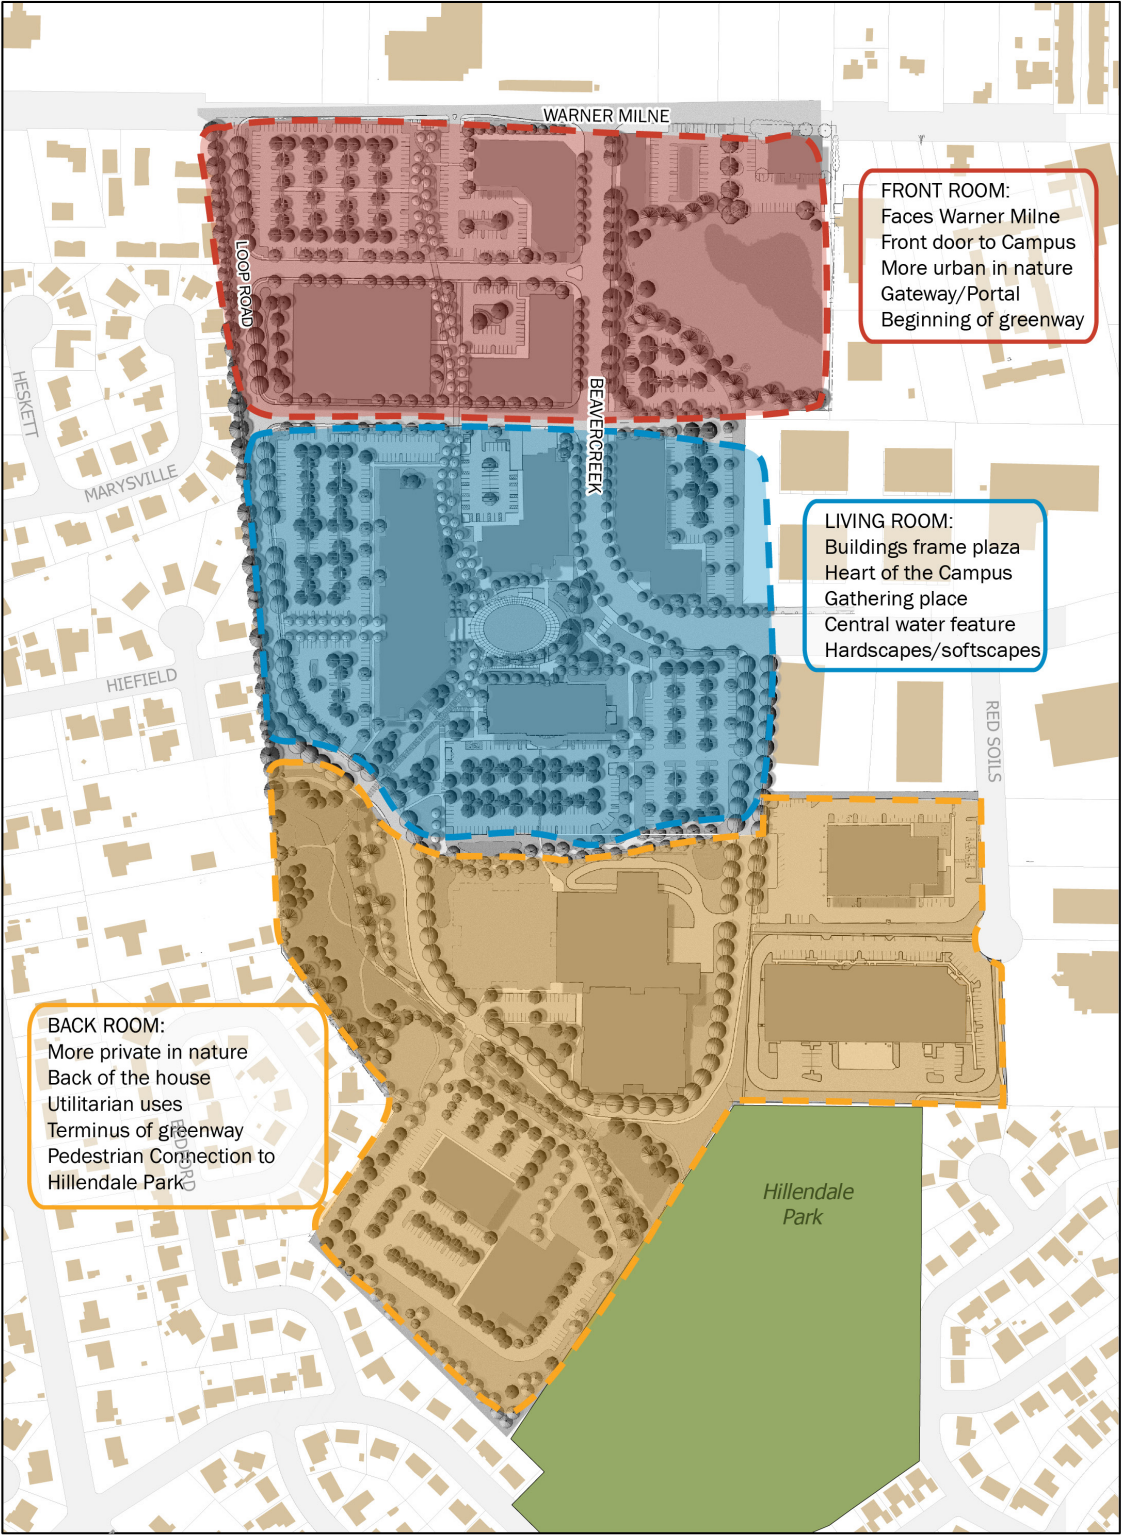 WARNER MILNE
FRONT ROOM:
Faces Warner Milne
Front door to Campus
More urban in nature
Gateway/Portal
Beginning of greenway
LOOP ROAD
HESKETT
BEAVERCREEK
MARYSVILLE
LIVING ROOM:
Buildings frame plaza
Heart of the Campus
Gathering place
Central water feature
Hardscapes/softscapes
HIEFIELD
RED SOILS
BACK ROOM:
More private in nature
Back of the house
Utilitarian uses
Terminus of greenway
Pedestrian Connection to
Hillendale Park
BEDFORD
Hillendale
Park